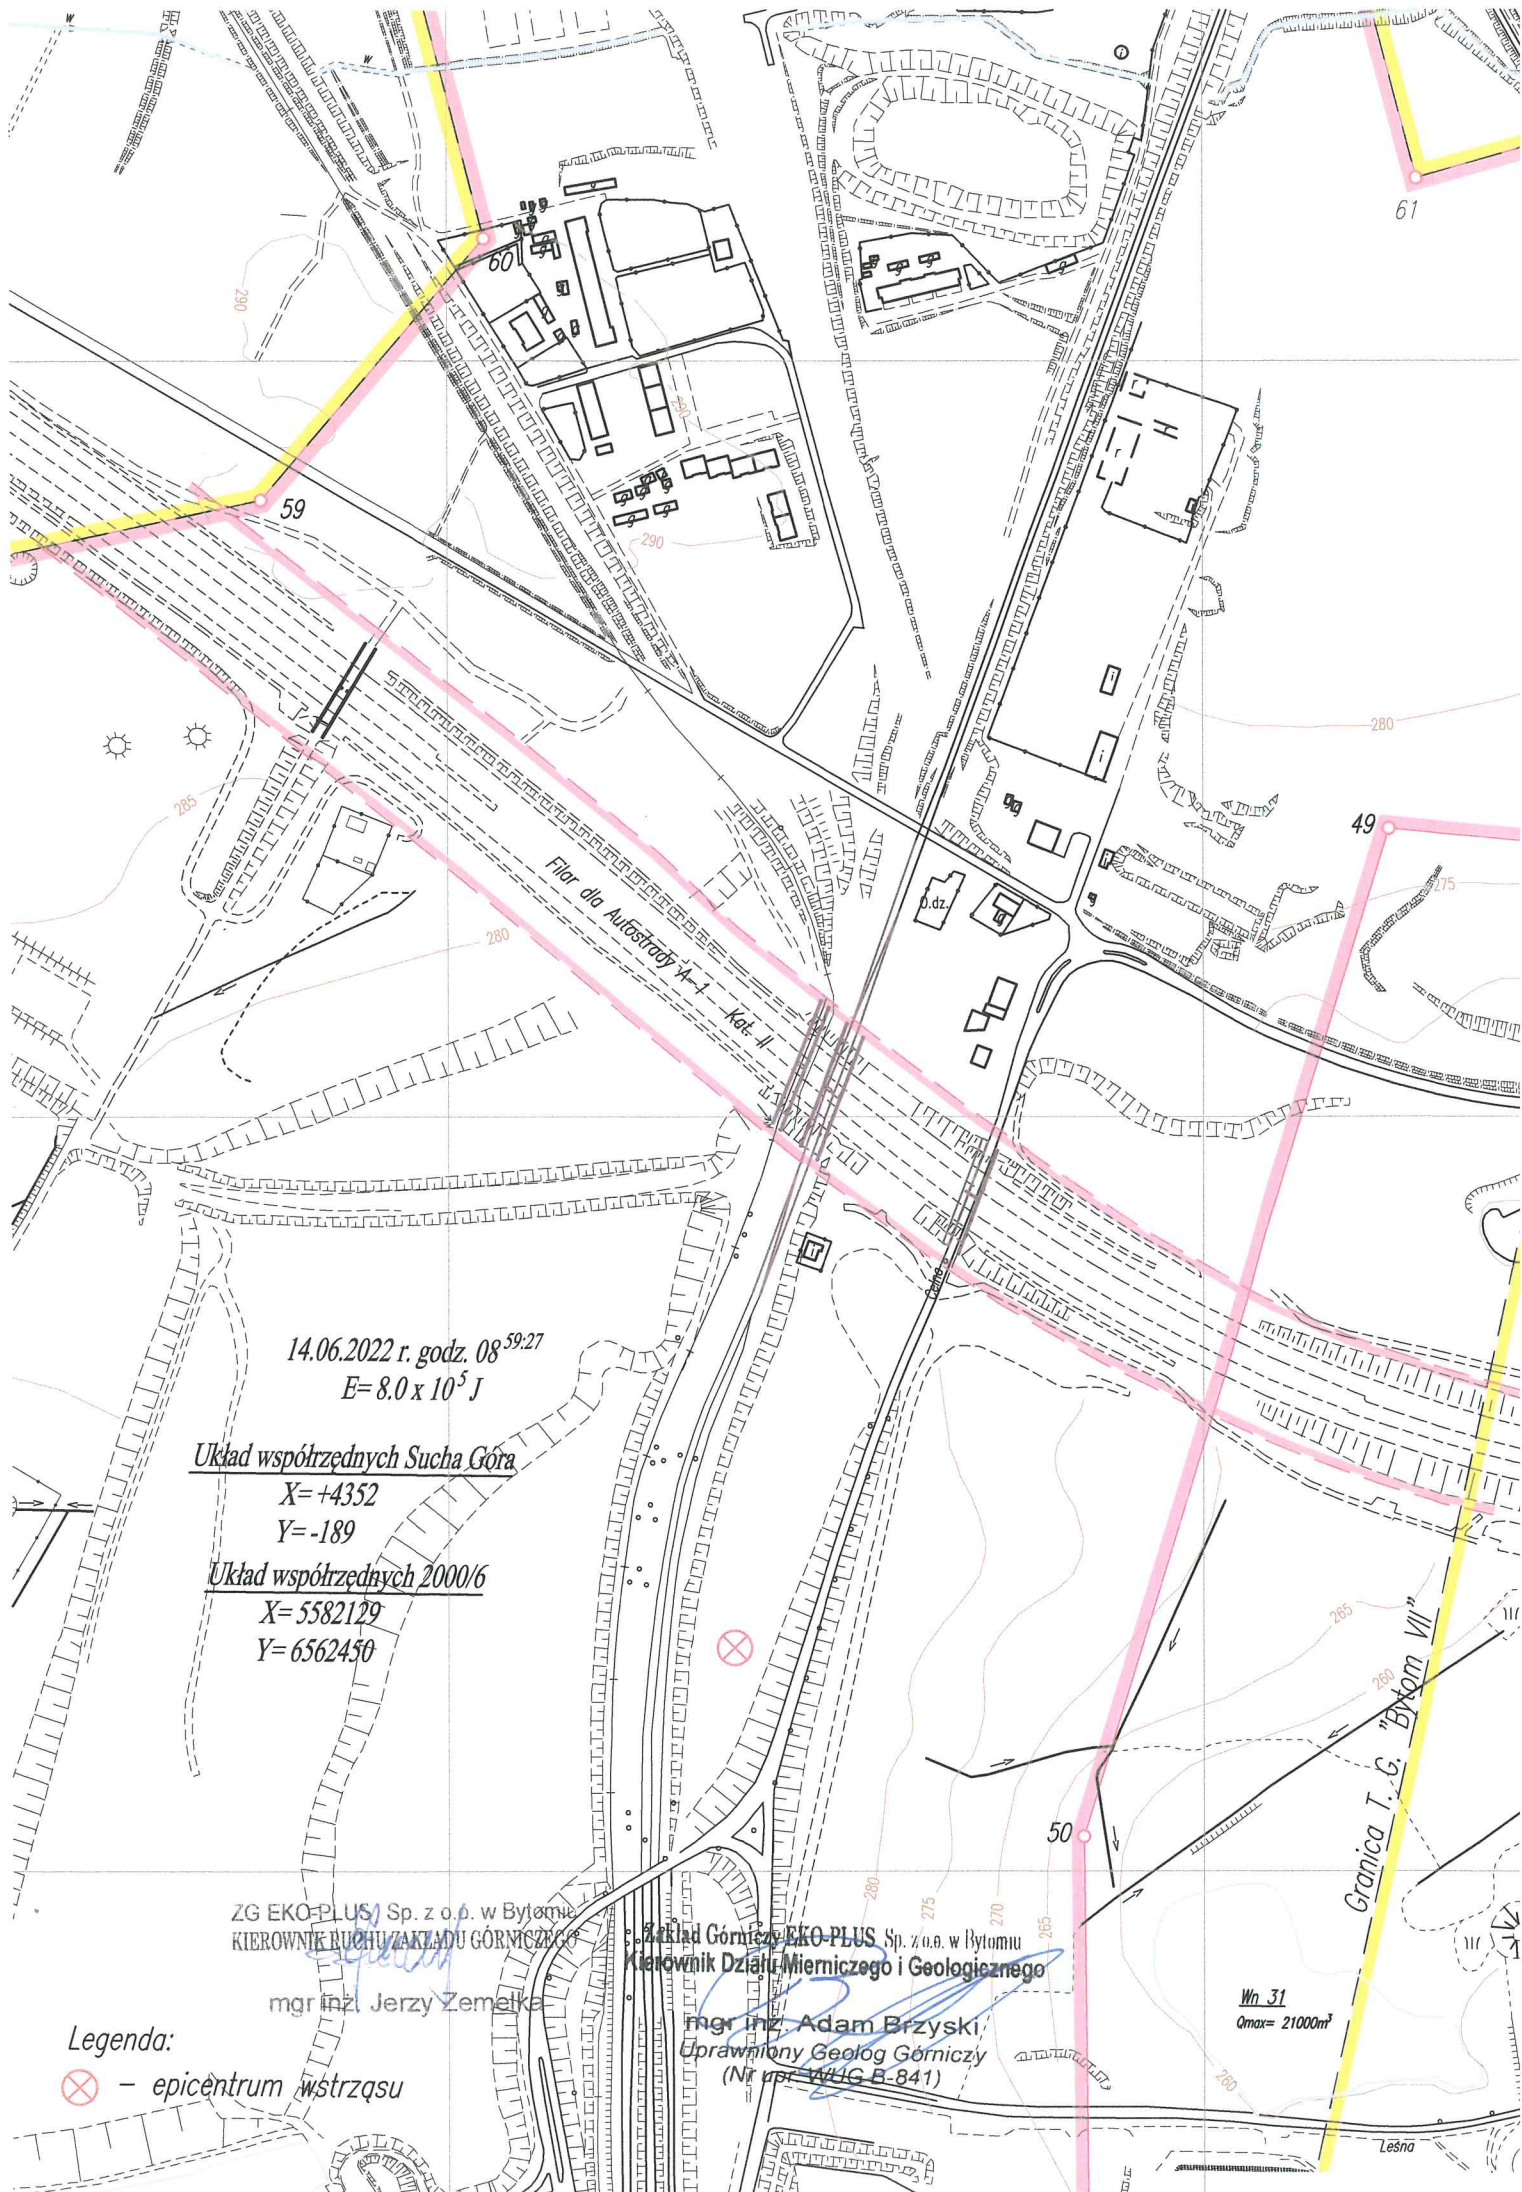 W
W
i
61
60
290
290
59
290
280
285
49
275
Filar dla Autostrady A-1 Kat. II
O.dz.
280
Celna
14.06.2022 r. godz. 08 59:27
E= 8.0 x 10⁵ J
Układ współrzędnych Sucha Góra
X= +4352
Y= -189
Układ współrzędnych 2000/6
X= 5582129
Y= 6562450
265
260
Granica T. G. "Bytom VII"
50
280
275
270
265
ZG EKO-PLUS Sp. z o.o. w Bytomiu
KIEROWNIK RUCHU ZAKŁADU GÓRNICZEGO
mgr inż. Jerzy Zemełka
Zakład Górniczy EKO-PLUS Sp. z o.o. w Bytomiu
Kierownik Działu Mierniczego i Geologicznego
mgr inż. Adam Brzyski
Uprawniony Geolog Górniczy
(Nr upr. WUG B-841)
Wn 31
Qmax= 21000m³
Legenda:
– epicentrum wstrząsu
260
Leśna